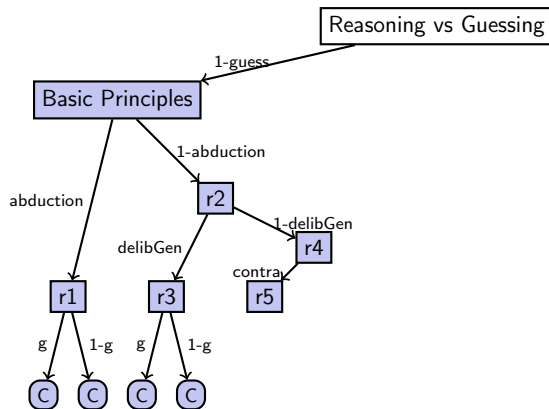 Reasoning vs Guessing
1-guess
Basic Principles
1-abduction
abduction
r2
1-delibGen
delibGen
r4
contra
r1
r3
r5
g
1-g
g
1-g
C
C
C
C